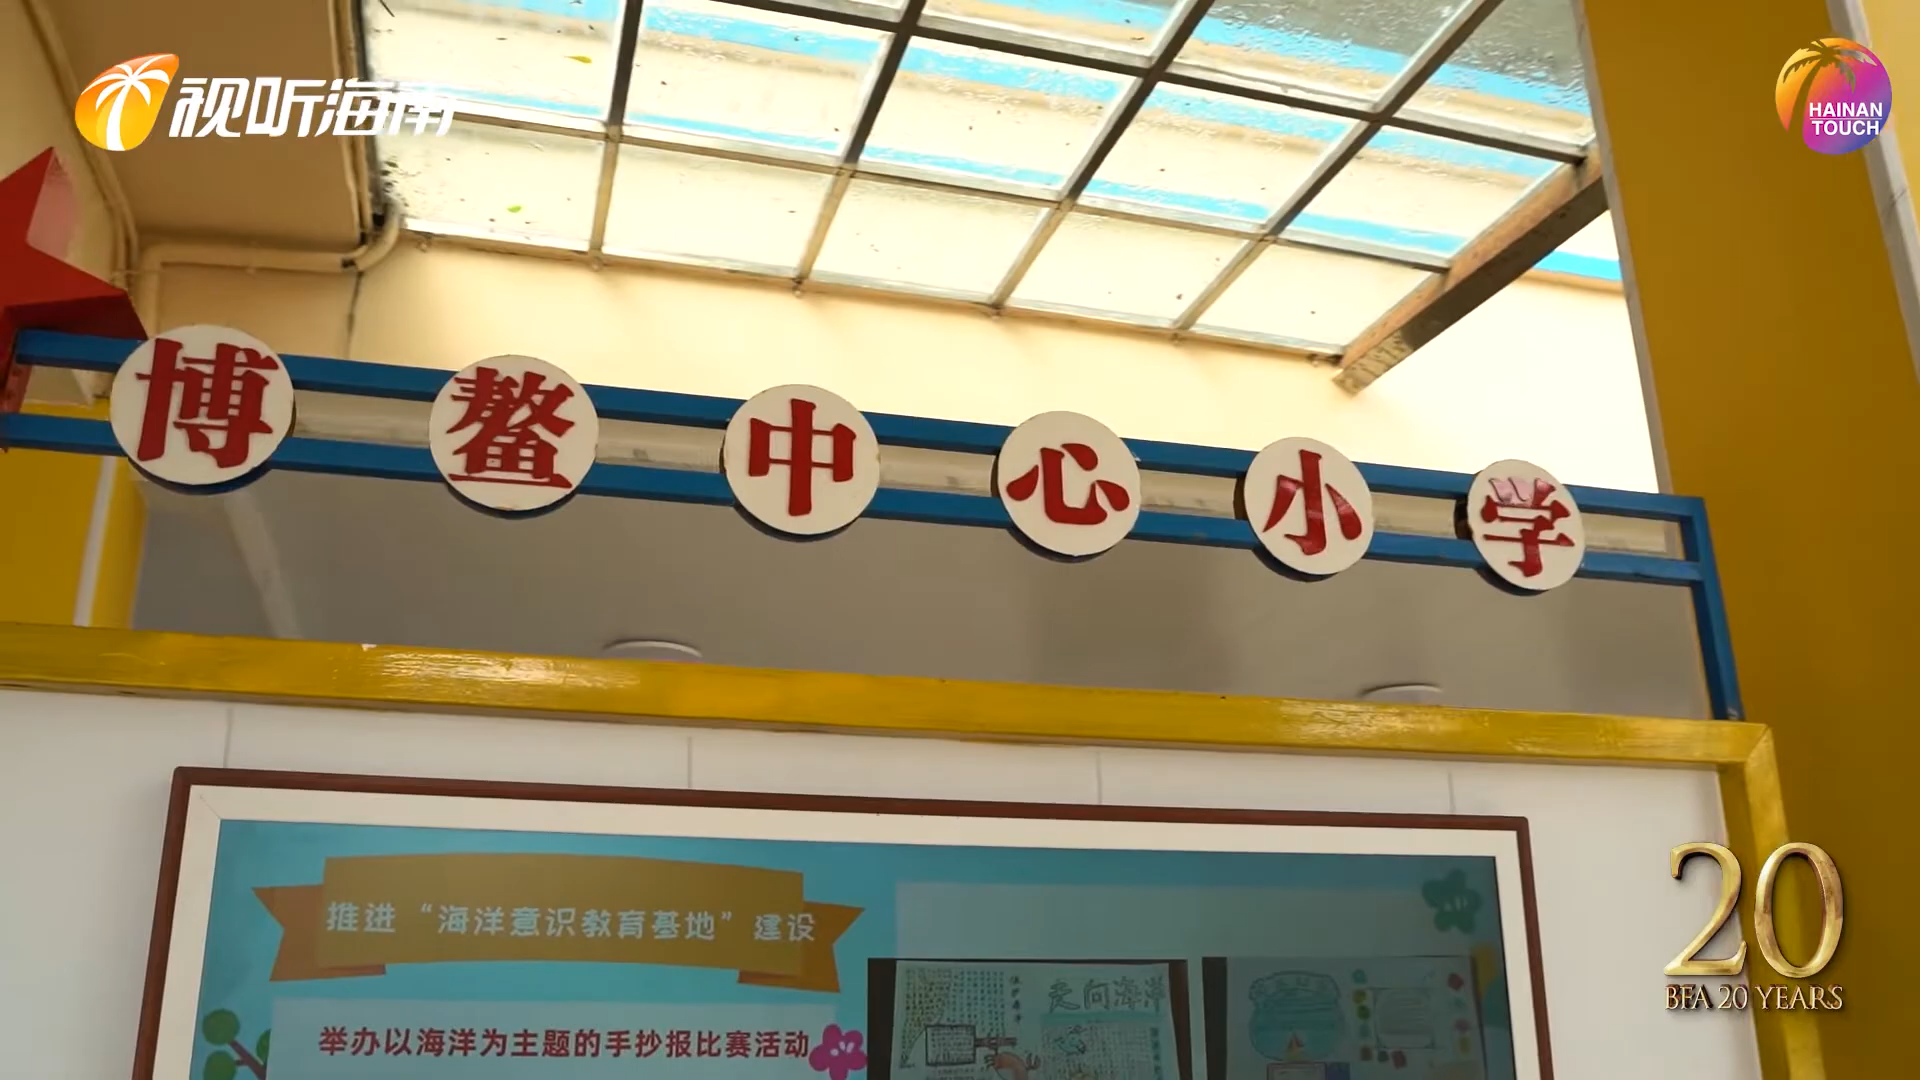 视听海南
HAINAN
TOUCH
博鳌中心小学
推进“海洋意识教育基地”建设
举办以海洋为主题的手抄报比赛活动
走向海洋
20
BFA 20 YEARS